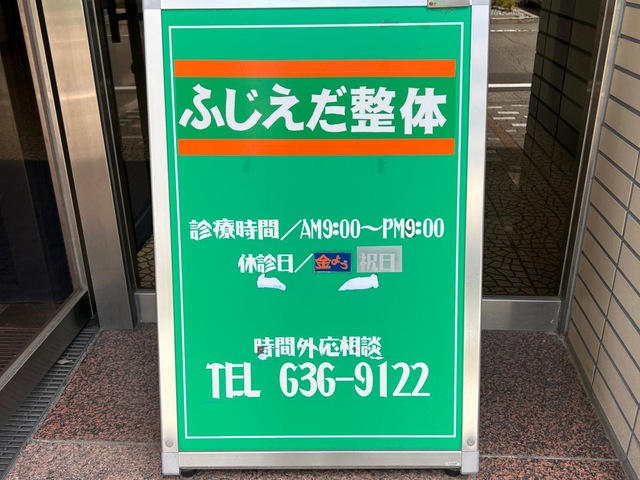 ふじえだ整体
診療時間／AM9:00～PM9:00
休診日／金よう 祝日
時間外応相談
TEL 636-9122